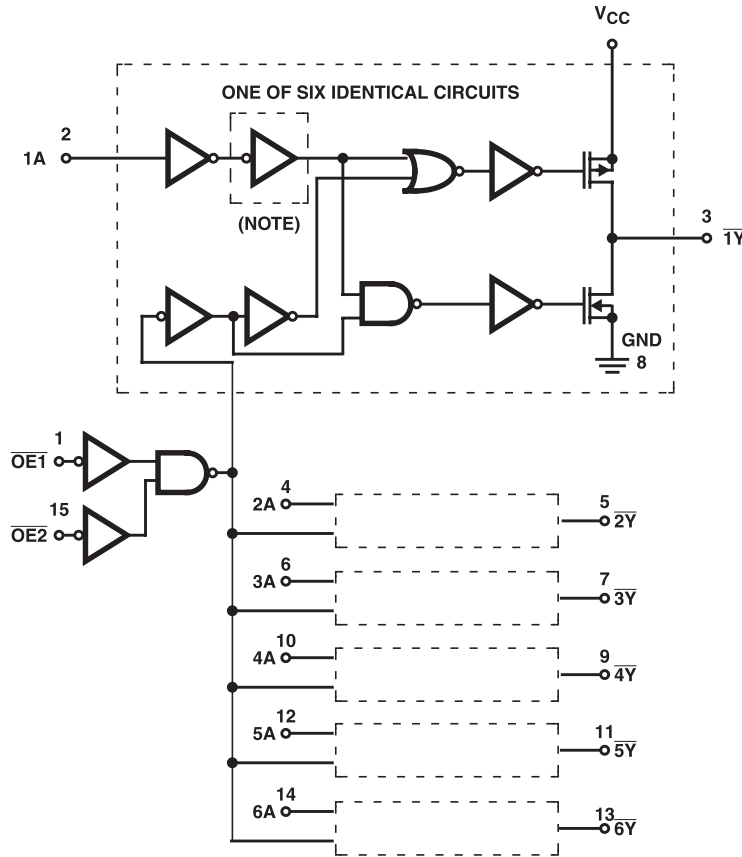 VCC
ONE OF SIX IDENTICAL CIRCUITS
2
1A
(NOTE)
3
1Y
GND
8
1
OE1
15
OE2
4
2A
5
2Y
6
3A
7
3Y
10
4A
9
4Y
12
5A
11
5Y
14
6A
13
6Y